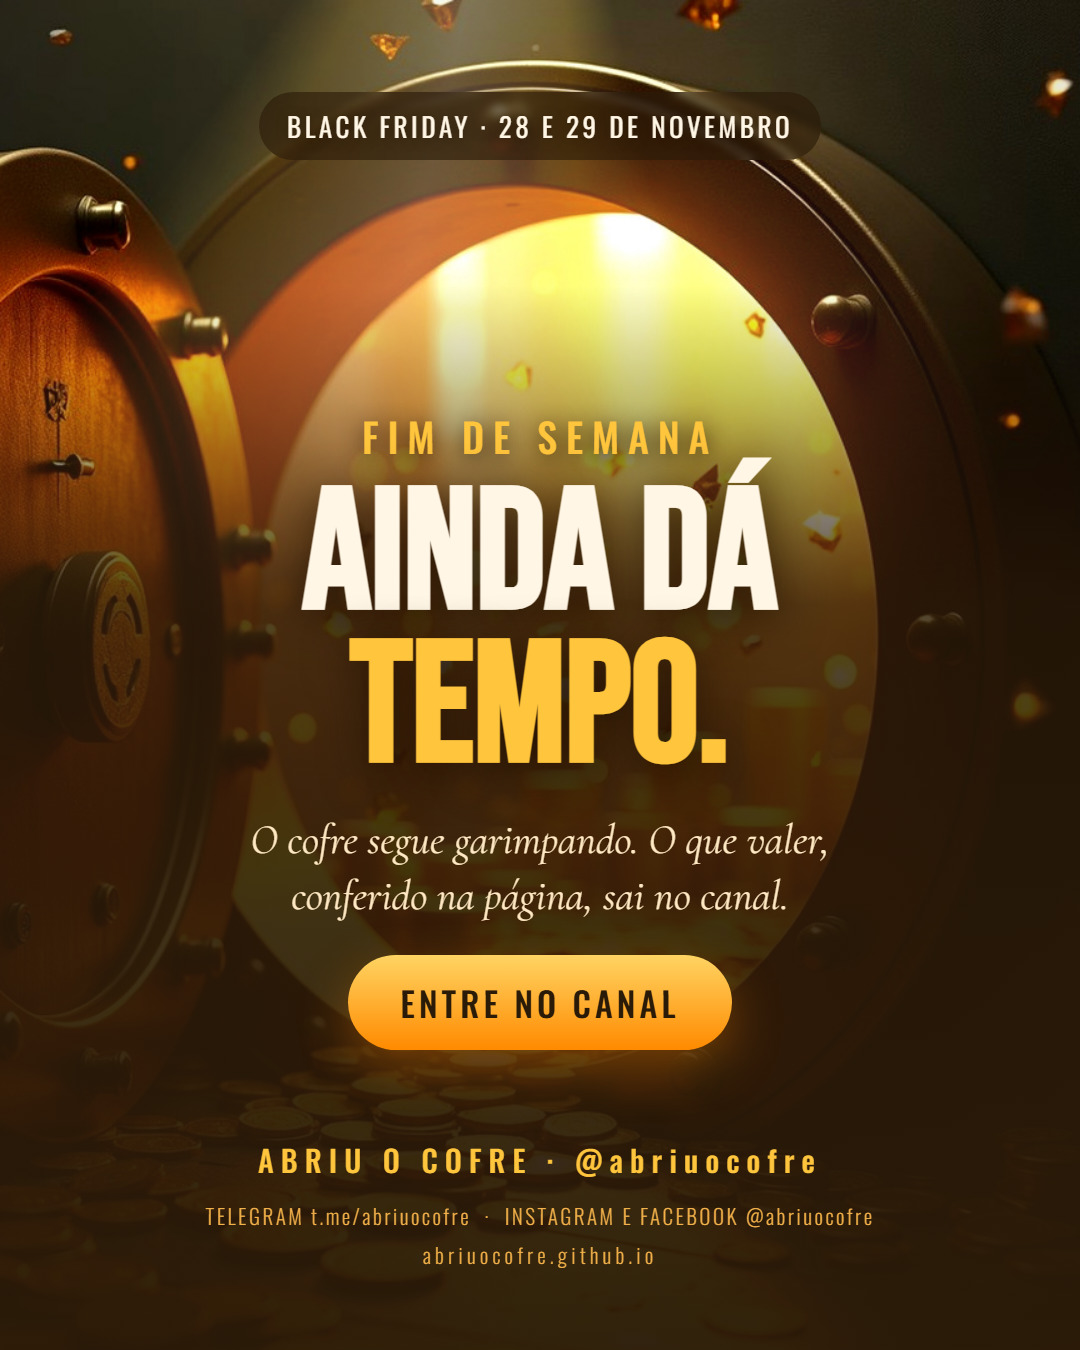 BLACK FRIDAY · 28 E 29 DE NOVEMBRO
FIM DE SEMANA
AINDA DÁ
TEMPO.
O cofre segue garimpando. O que valer,
conferido na página, sai no canal.
ENTRE NO CANAL
ABRIU O COFRE · @abriuocofre
TELEGRAM t.me/abriuocofre · INSTAGRAM E FACEBOOK @abriuocofre
abriuocofre.github.io